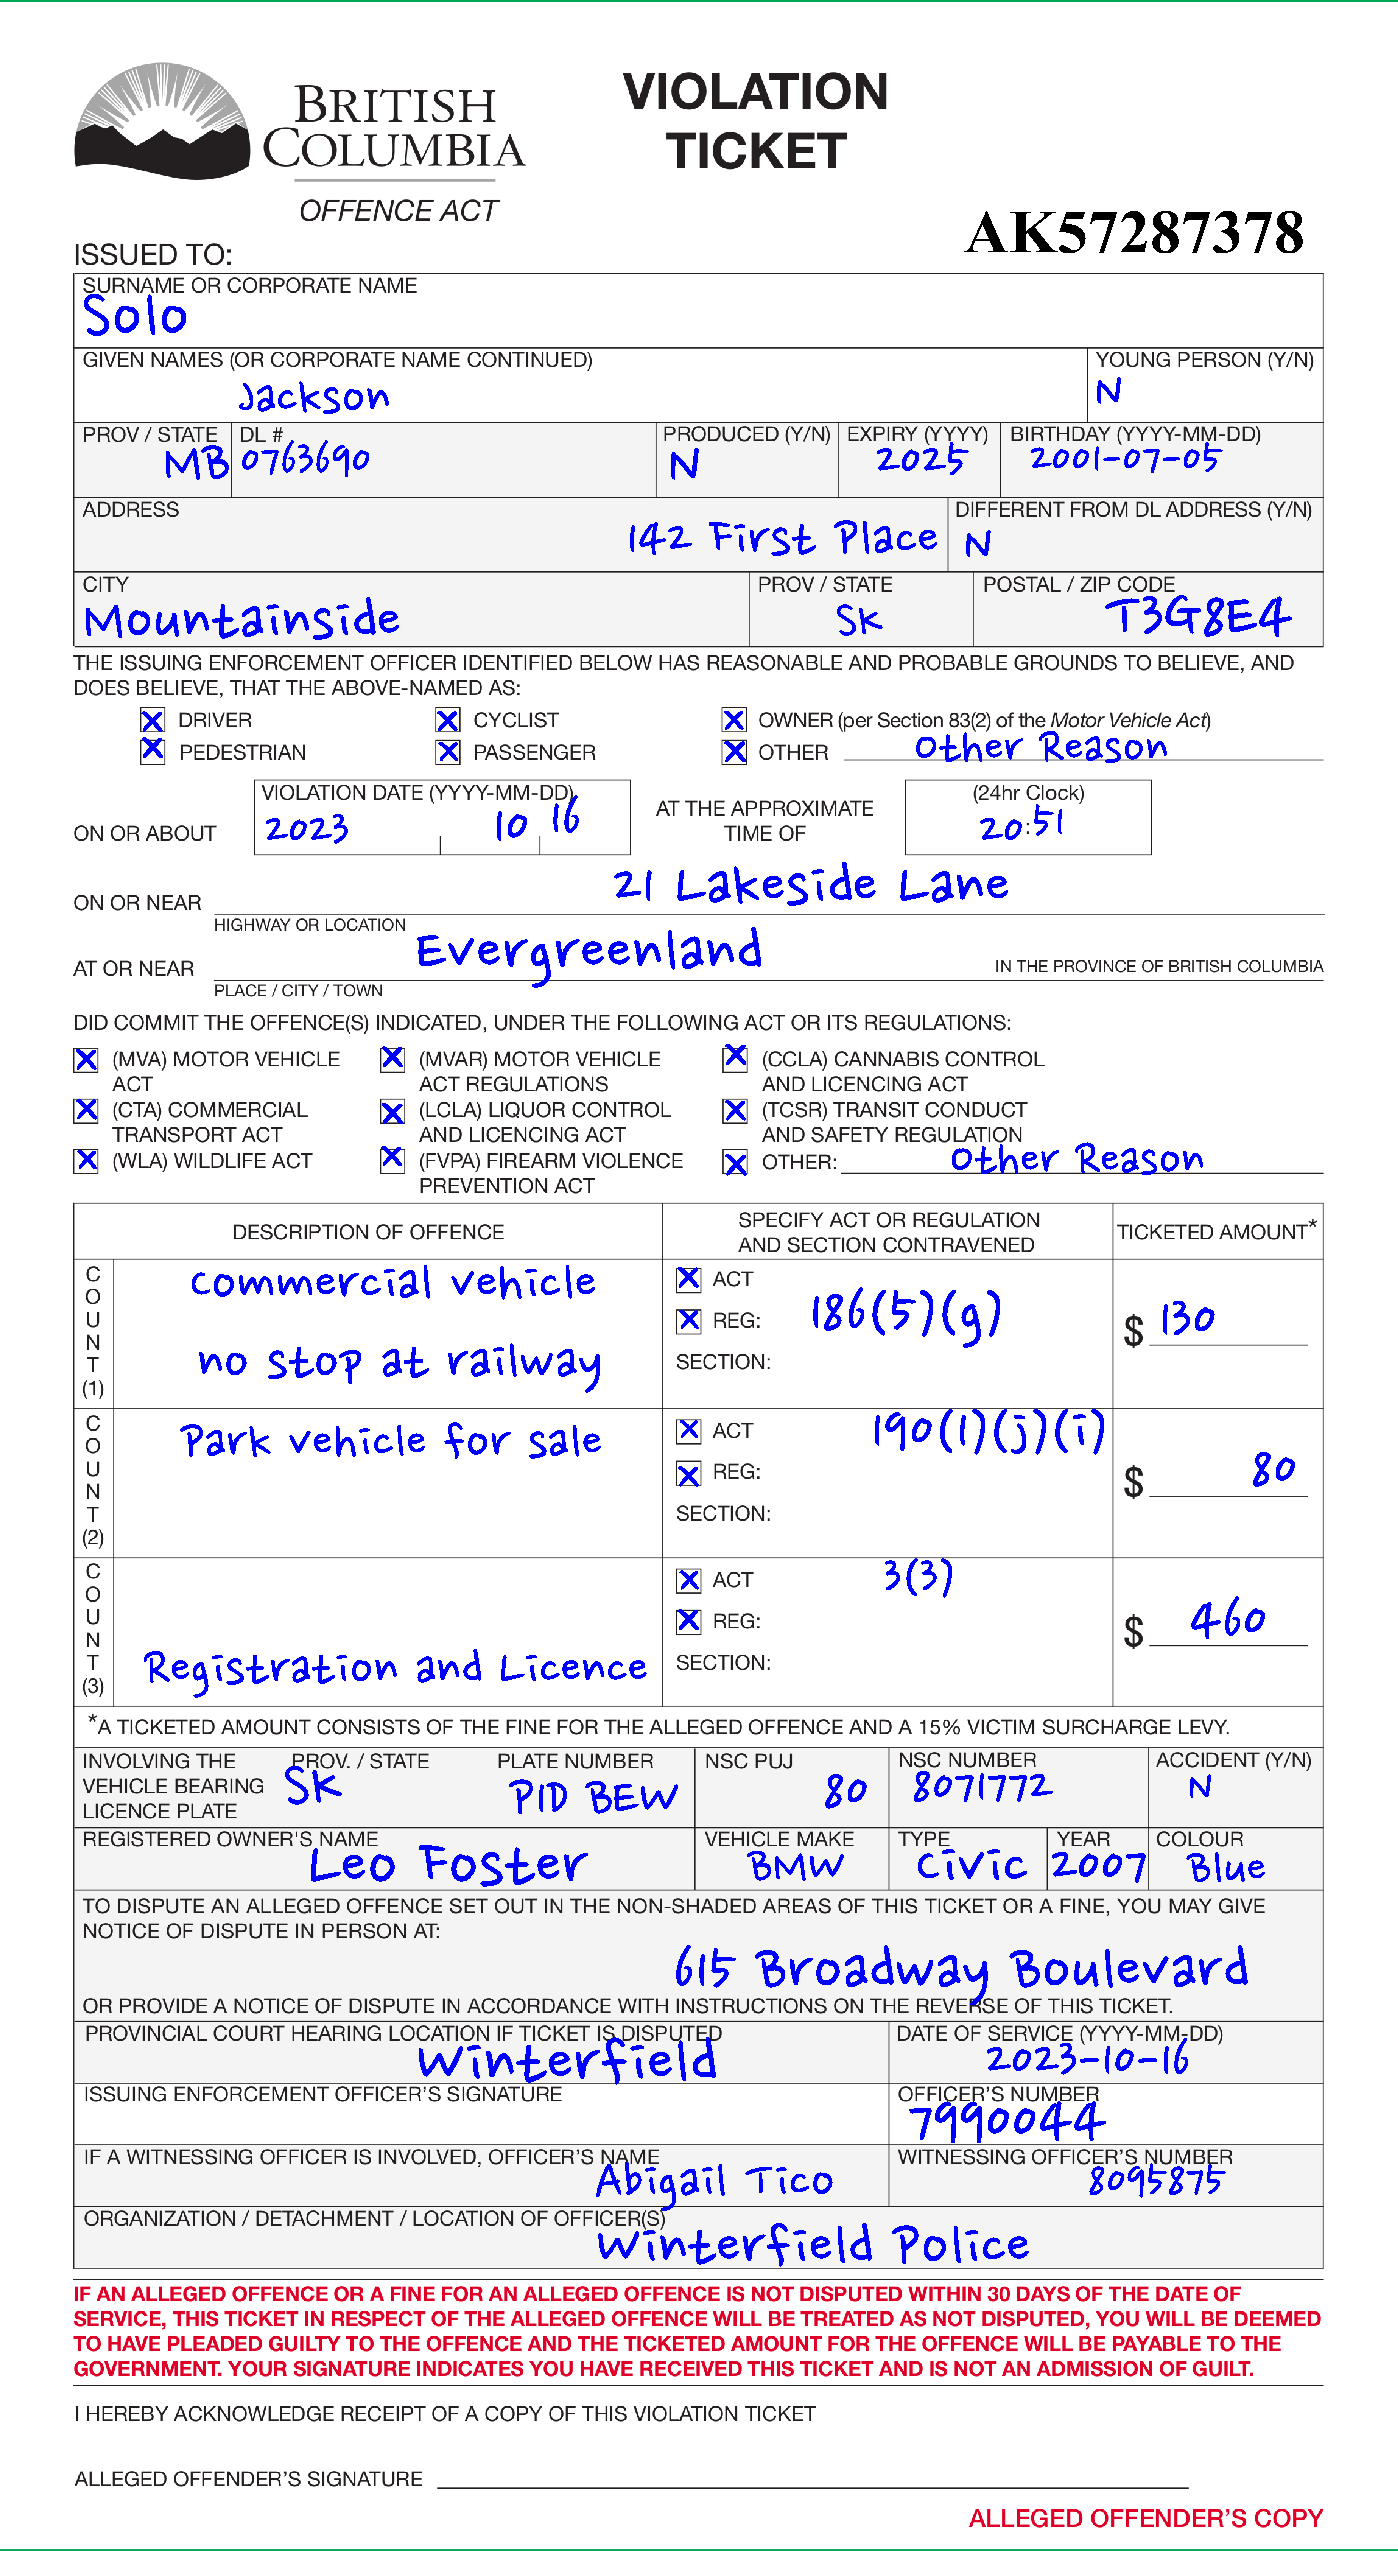 BRITISH COLUMBIA
OFFENCE ACT
VIOLATION TICKET
AK57287378
ISSUED TO:
SURNAME OR CORPORATE NAME
Solo
GIVEN NAMES (OR CORPORATE NAME CONTINUED) YOUNG PERSON (Y/N)
Jackson N
PROV / STATE DL # PRODUCED (Y/N) EXPIRY (YYYY) BIRTHDAY (YYYY-MM-DD)
MB 0763690 N 2025 2001-07-05
ADDRESS DIFFERENT FROM DL ADDRESS (Y/N)
142 First Place N
CITY PROV / STATE POSTAL / ZIP CODE
Mountainside SK T3G8E4
THE ISSUING ENFORCEMENT OFFICER IDENTIFIED BELOW HAS REASONABLE AND PROBABLE GROUNDS TO BELIEVE, AND
DOES BELIEVE, THAT THE ABOVE-NAMED AS:
DRIVER CYCLIST OWNER (per Section 83(2) of the Motor Vehicle Act)
PEDESTRIAN PASSENGER OTHER Other Reason
VIOLATION DATE (YYYY-MM-DD) (24hr Clock)
ON OR ABOUT 2023 10 16 AT THE APPROXIMATE TIME OF 20:51
ON OR NEAR 21 Lakeside Lane
HIGHWAY OR LOCATION
AT OR NEAR Evergreenland IN THE PROVINCE OF BRITISH COLUMBIA
PLACE / CITY / TOWN
DID COMMIT THE OFFENCE(S) INDICATED, UNDER THE FOLLOWING ACT OR ITS REGULATIONS:
(MVA) MOTOR VEHICLE ACT (MVAR) MOTOR VEHICLE ACT REGULATIONS (CCLA) CANNABIS CONTROL AND LICENCING ACT
(CTA) COMMERCIAL TRANSPORT ACT (LCLA) LIQUOR CONTROL AND LICENCING ACT (TCSR) TRANSIT CONDUCT AND SAFETY REGULATION
(WLA) WILDLIFE ACT (FVPA) FIREARM VIOLENCE PREVENTION ACT OTHER: Other Reason
DESCRIPTION OF OFFENCE SPECIFY ACT OR REGULATION AND SECTION CONTRAVENED TICKETED AMOUNT*
COUNT (1) commercial vehicle no stop at railway ACT REG: SECTION: 186(5)(g) $ 130
COUNT (2) Park vehicle for sale ACT REG: SECTION: 190(1)(j)(i) $ 80
COUNT (3) Registration and Licence ACT REG: SECTION: 3(3) $ 460
*A TICKETED AMOUNT CONSISTS OF THE FINE FOR THE ALLEGED OFFENCE AND A 15% VICTIM SURCHARGE LEVY.
INVOLVING THE VEHICLE BEARING LICENCE PLATE PROV. / STATE PLATE NUMBER NSC PUJ NSC NUMBER ACCIDENT (Y/N)
SK PID BEW 80 8071772 N
REGISTERED OWNER'S NAME VEHICLE MAKE TYPE YEAR COLOUR
Leo Foster BMW Civic 2007 Blue
TO DISPUTE AN ALLEGED OFFENCE SET OUT IN THE NON-SHADED AREAS OF THIS TICKET OR A FINE, YOU MAY GIVE
NOTICE OF DISPUTE IN PERSON AT:
615 Broadway Boulevard
OR PROVIDE A NOTICE OF DISPUTE IN ACCORDANCE WITH INSTRUCTIONS ON THE REVERSE OF THIS TICKET.
PROVINCIAL COURT HEARING LOCATION IF TICKET IS DISPUTED DATE OF SERVICE (YYYY-MM-DD)
Winterfield 2023-10-16
ISSUING ENFORCEMENT OFFICER'S SIGNATURE OFFICER'S NUMBER
7990044
IF A WITNESSING OFFICER IS INVOLVED, OFFICER'S NAME WITNESSING OFFICER'S NUMBER
Abigail Tico 8095875
ORGANIZATION / DETACHMENT / LOCATION OF OFFICER(S)
Winterfield Police
IF AN ALLEGED OFFENCE OR A FINE FOR AN ALLEGED OFFENCE IS NOT DISPUTED WITHIN 30 DAYS OF THE DATE OF
SERVICE, THIS TICKET IN RESPECT OF THE ALLEGED OFFENCE WILL BE TREATED AS NOT DISPUTED, YOU WILL BE DEEMED
TO HAVE PLEADED GUILTY TO THE OFFENCE AND THE TICKETED AMOUNT FOR THE OFFENCE WILL BE PAYABLE TO THE
GOVERNMENT. YOUR SIGNATURE INDICATES YOU HAVE RECEIVED THIS TICKET AND IS NOT AN ADMISSION OF GUILT.
I HEREBY ACKNOWLEDGE RECEIPT OF A COPY OF THIS VIOLATION TICKET
ALLEGED OFFENDER'S SIGNATURE
ALLEGED OFFENDER'S COPY